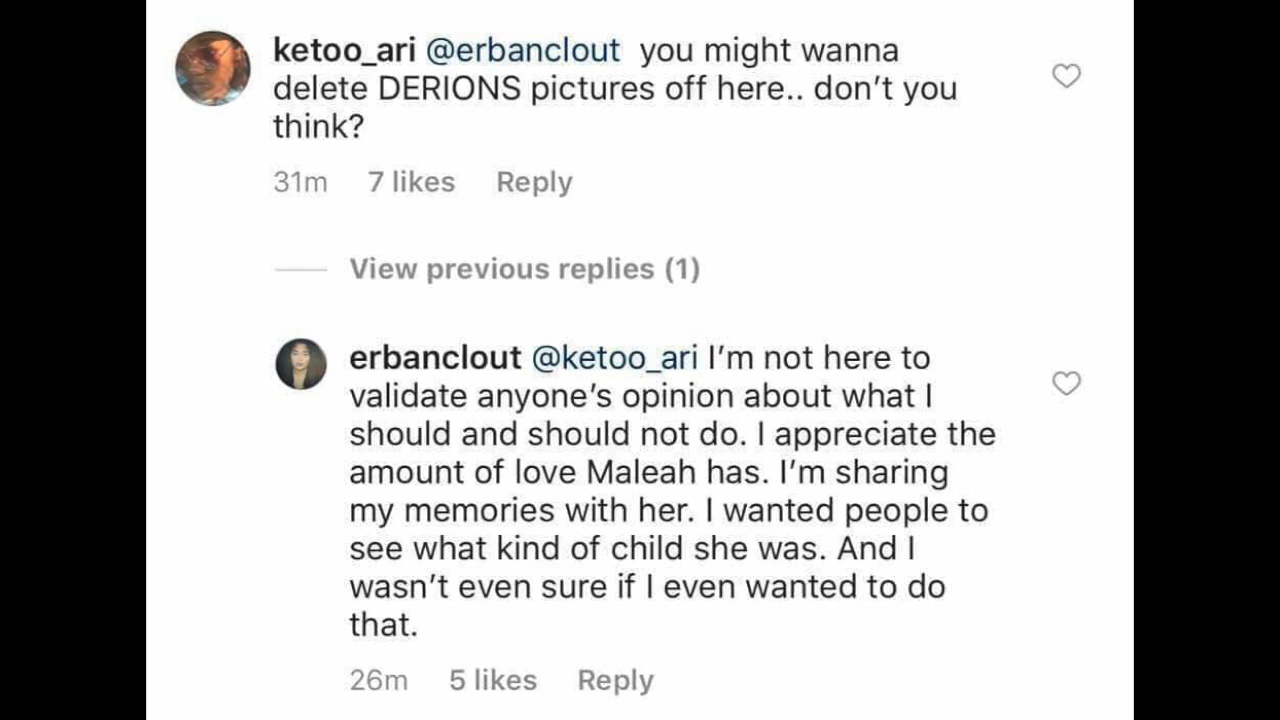 ketoo_ari @erbanclout you might wanna
delete DERIONS pictures off here.. don’t you
think?
31m 7 likes Reply
View previous replies (1)
erbanclout @ketoo_ari I’m not here to
validate anyone’s opinion about what I
should and should not do. I appreciate the
amount of love Maleah has. I’m sharing
my memories with her. I wanted people to
see what kind of child she was. And I
wasn’t even sure if I even wanted to do
that.
26m 5 likes Reply